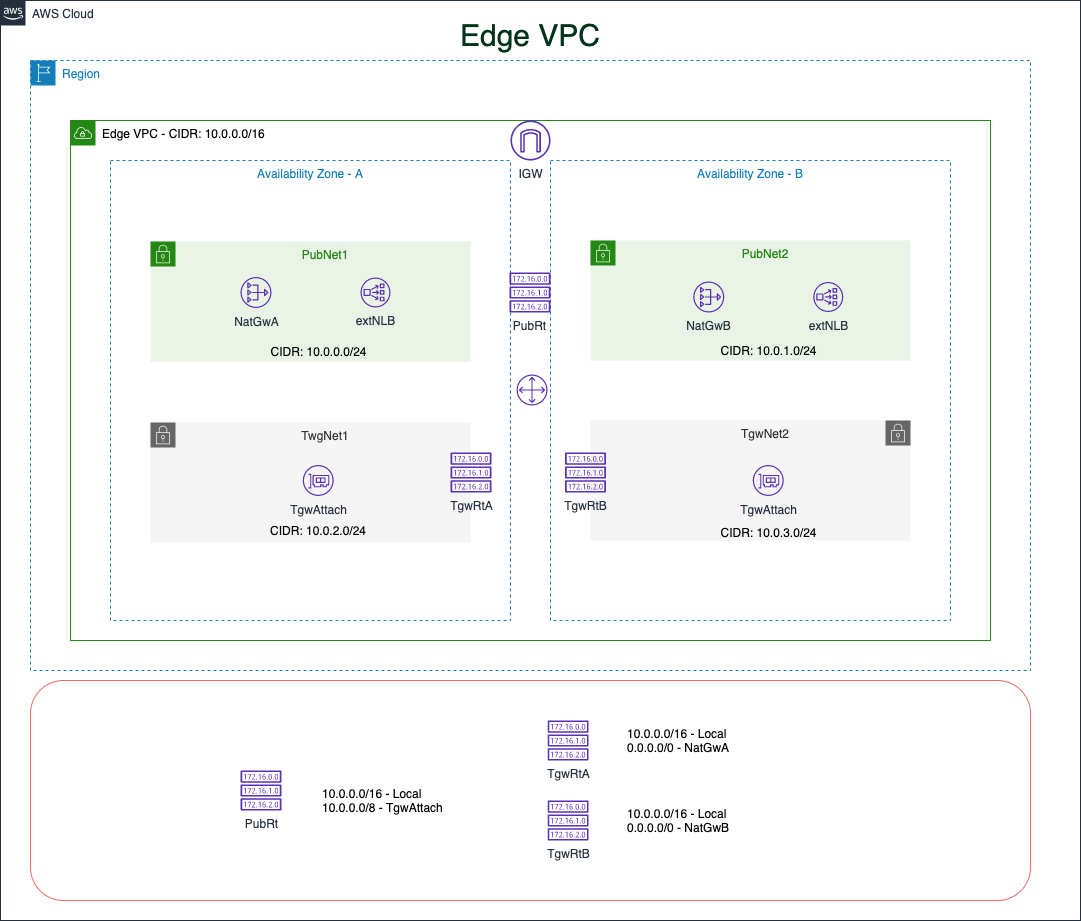 aws
AWS Cloud
Edge VPC
Region
Edge VPC - CIDR: 10.0.0.0/16
IGW
Availability Zone - A
Availability Zone - B
PubNet1
NatGwA
extNLB
CIDR: 10.0.0.0/24
172.16.0.0
172.16.1.0
172.16.2.0
PubRt
PubNet2
NatGwB
extNLB
CIDR: 10.0.1.0/24
TwgNet1
TgwAttach
CIDR: 10.0.2.0/24
172.16.0.0
172.16.1.0
172.16.2.0
TgwRtA
172.16.0.0
172.16.1.0
172.16.2.0
TgwRtB
TgwNet2
TgwAttach
CIDR: 10.0.3.0/24
172.16.0.0
172.16.1.0
172.16.2.0
PubRt
10.0.0.0/16 - Local
10.0.0.0/8 - TgwAttach
172.16.0.0
172.16.1.0
172.16.2.0
TgwRtA
10.0.0.0/16 - Local
0.0.0.0/0 - NatGwA
172.16.0.0
172.16.1.0
172.16.2.0
TgwRtB
10.0.0.0/16 - Local
0.0.0.0/0 - NatGwB